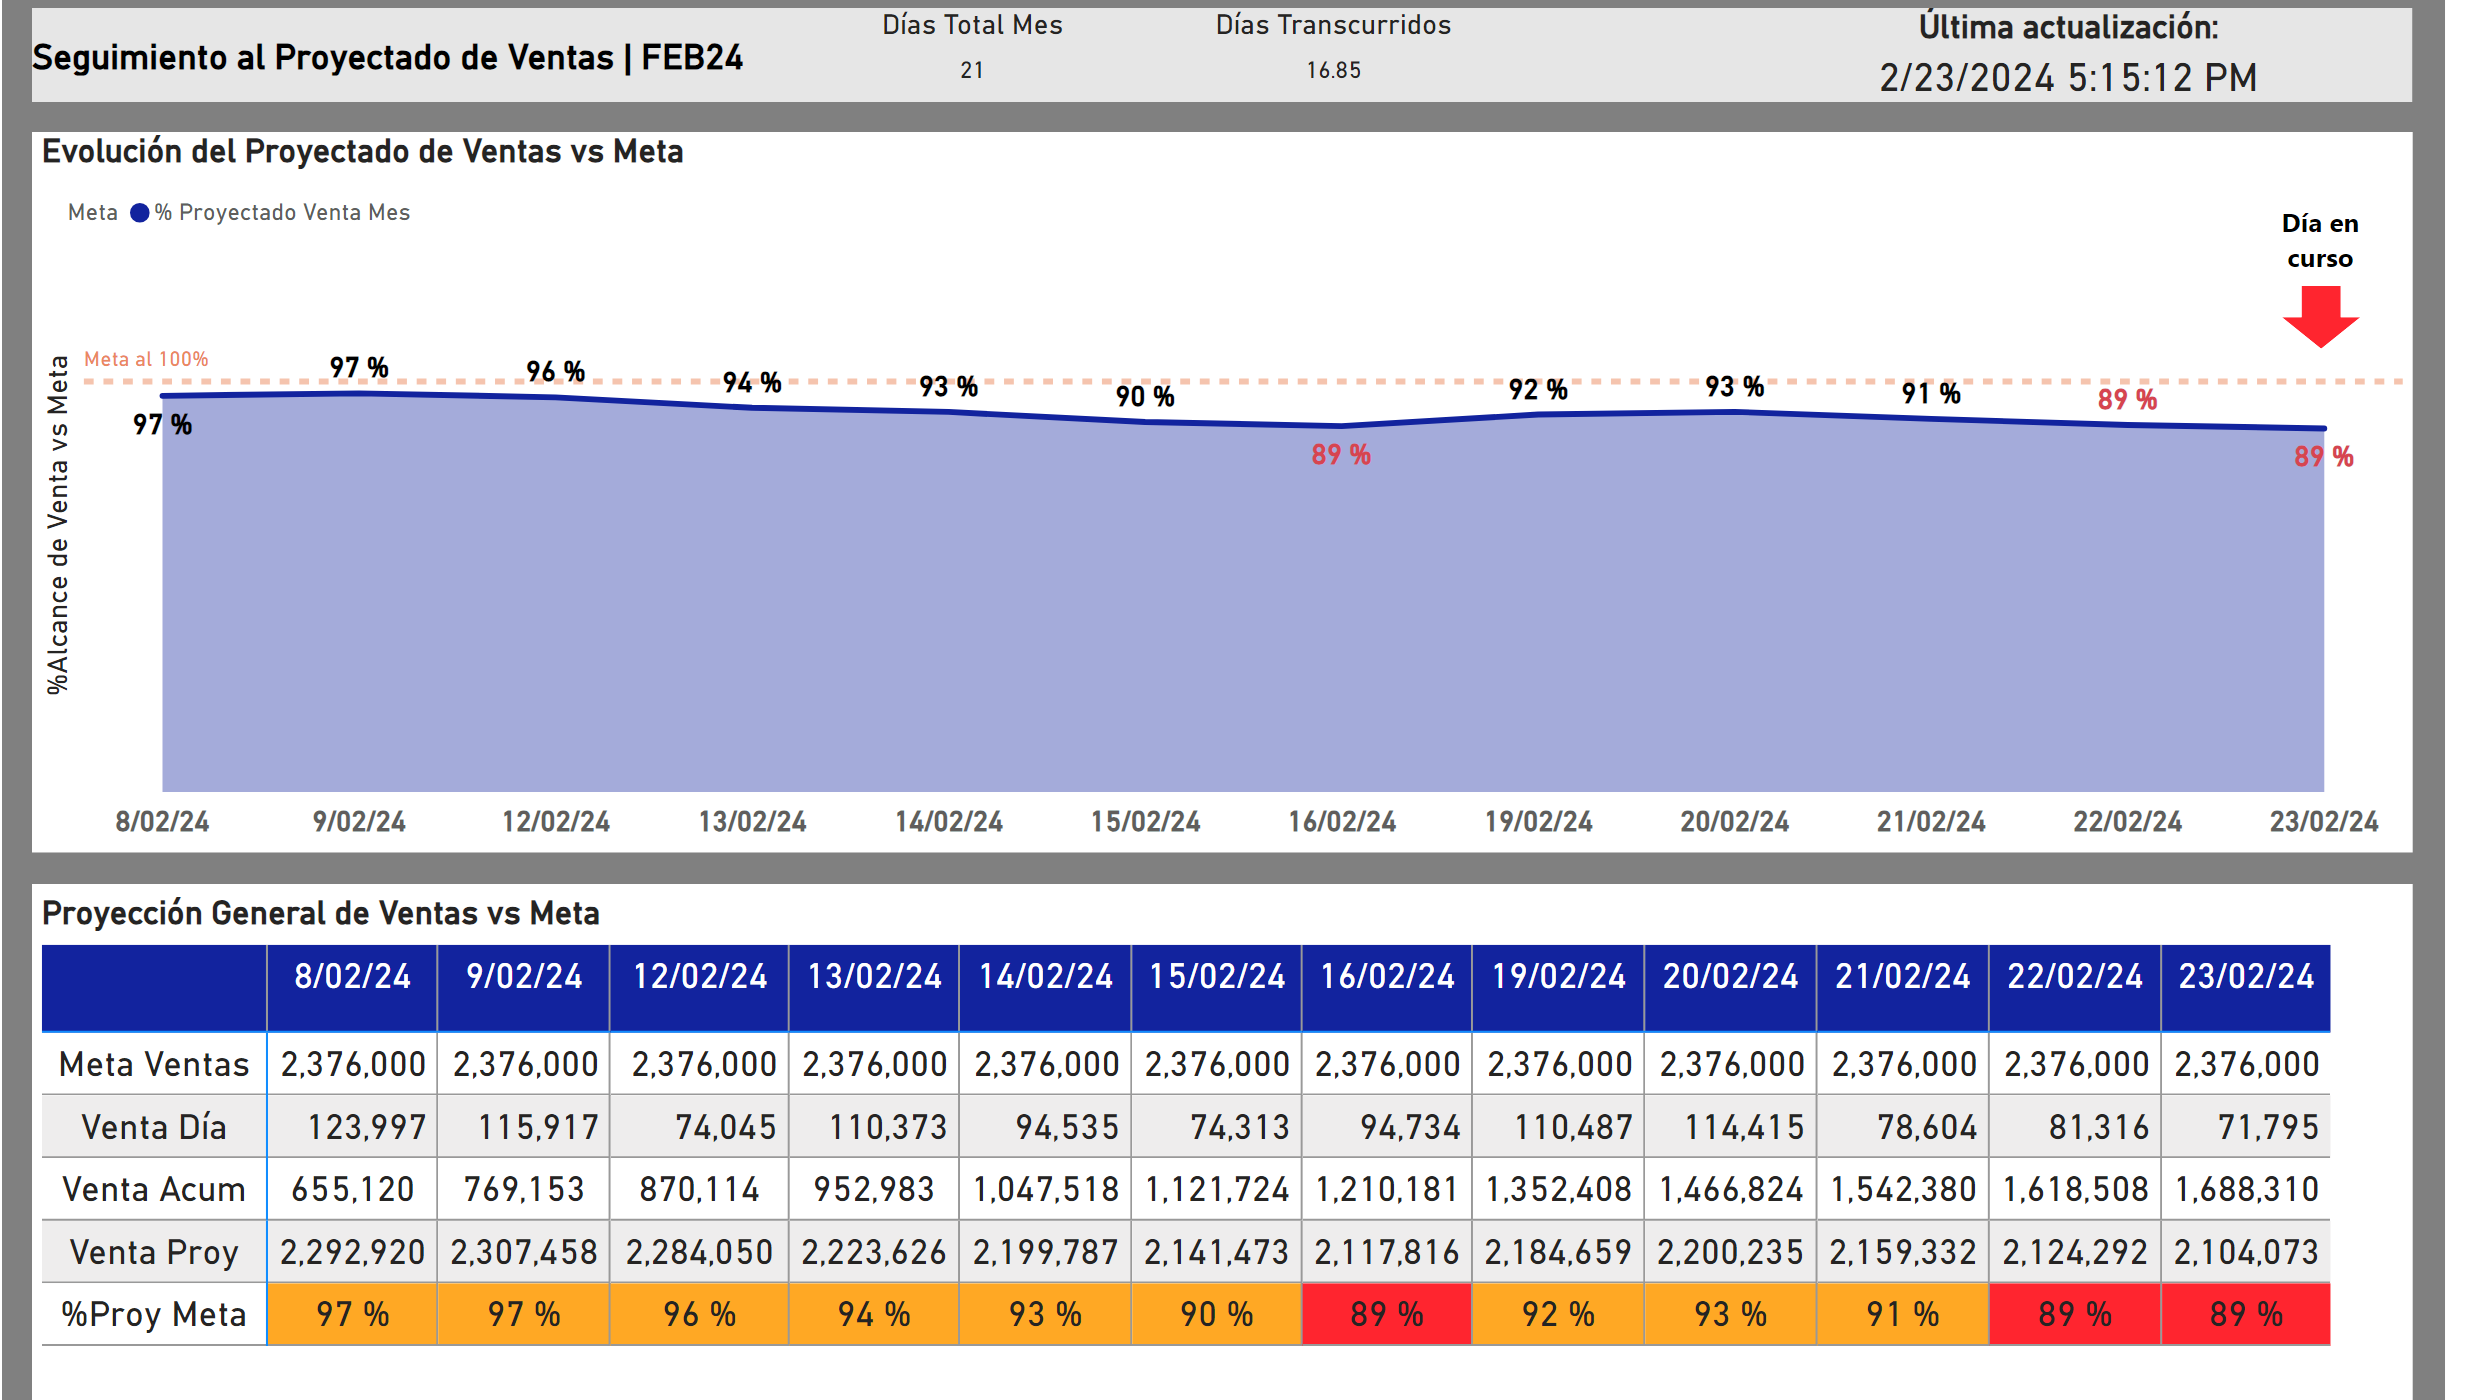 Seguimiento al Proyectado de Ventas | FEB24
Días Total Mes
21
Días Transcurridos
16.85
Última actualización:
2/23/2024 5:15:12 PM
Evolución del Proyectado de Ventas vs Meta
Meta % Proyectado Venta Mes
Día en
curso
%Alcance de Venta vs Meta
Meta al 100%
97 % 97 % 96 % 94 % 93 % 90 % 89 % 92 % 93 % 91 % 89 % 89 %
8/02/24 9/02/24 12/02/24 13/02/24 14/02/24 15/02/24 16/02/24 19/02/24 20/02/24 21/02/24 22/02/24 23/02/24
Proyección General de Ventas vs Meta
8/02/24 9/02/24 12/02/24 13/02/24 14/02/24 15/02/24 16/02/24 19/02/24 20/02/24 21/02/24 22/02/24 23/02/24
Meta Ventas 2,376,000 2,376,000 2,376,000 2,376,000 2,376,000 2,376,000 2,376,000 2,376,000 2,376,000 2,376,000 2,376,000 2,376,000
Venta Día 123,997 115,917 74,045 110,373 94,535 74,313 94,734 110,487 114,415 78,604 81,316 71,795
Venta Acum 655,120 769,153 870,114 952,983 1,047,518 1,121,724 1,210,181 1,352,408 1,466,824 1,542,380 1,618,508 1,688,310
Venta Proy 2,292,920 2,307,458 2,284,050 2,223,626 2,199,787 2,141,473 2,117,816 2,184,659 2,200,235 2,159,332 2,124,292 2,104,073
%Proy Meta 97 % 97 % 96 % 94 % 93 % 90 % 89 % 92 % 93 % 91 % 89 % 89 %